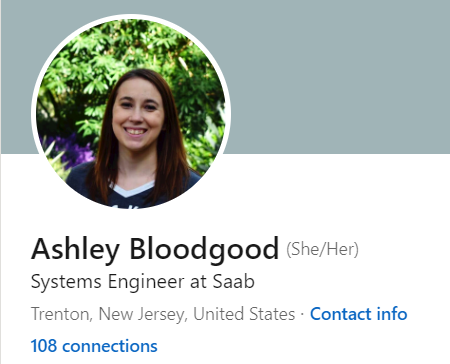 Ashley Bloodgood (She/Her)
Systems Engineer at Saab
Trenton, New Jersey, United States · Contact info
108 connections